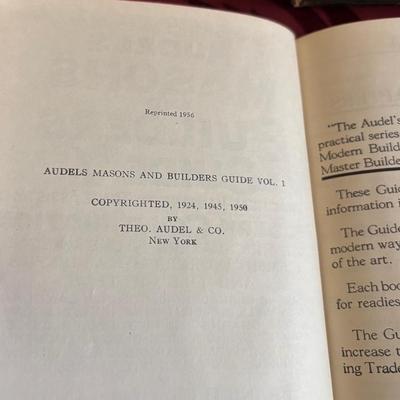 Reprinted 1956
AUDELS MASONS AND BUILDERS GUIDE VOL. 1
COPYRIGHTED, 1924, 1945, 1950
BY
THEO. AUDEL & CO.
NEW YORK
"The Audel's
practical series
Modern Build
Master Builde
These Guid
information i
The Guide
modern way
of the art.
Each boo
for readies
The Gu
increase t
ing Trade